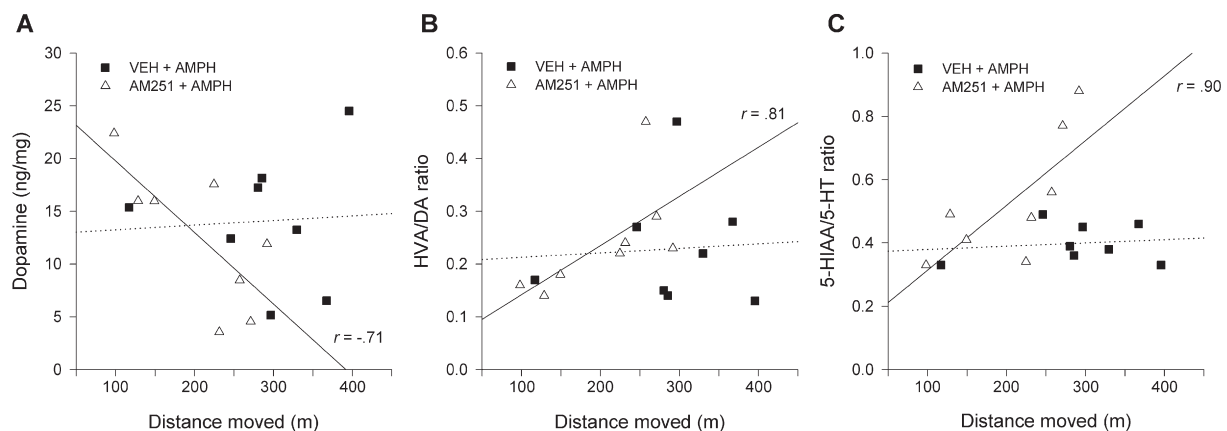 A
Dopamine (ng/mg)
30
25
20
15
10
5
0
VEH + AMPH
AM251 + AMPH
r = -.71
100
200
300
400
Distance moved (m)
B
HVA/DA ratio
0.6
0.5
0.4
0.3
0.2
0.1
0.0
VEH + AMPH
AM251 + AMPH
r = .81
100
200
300
400
Distance moved (m)
C
5-HIAA/5-HT ratio
1.0
0.8
0.6
0.4
0.2
0.0
VEH + AMPH
AM251 + AMPH
r = .90
100
200
300
400
Distance moved (m)